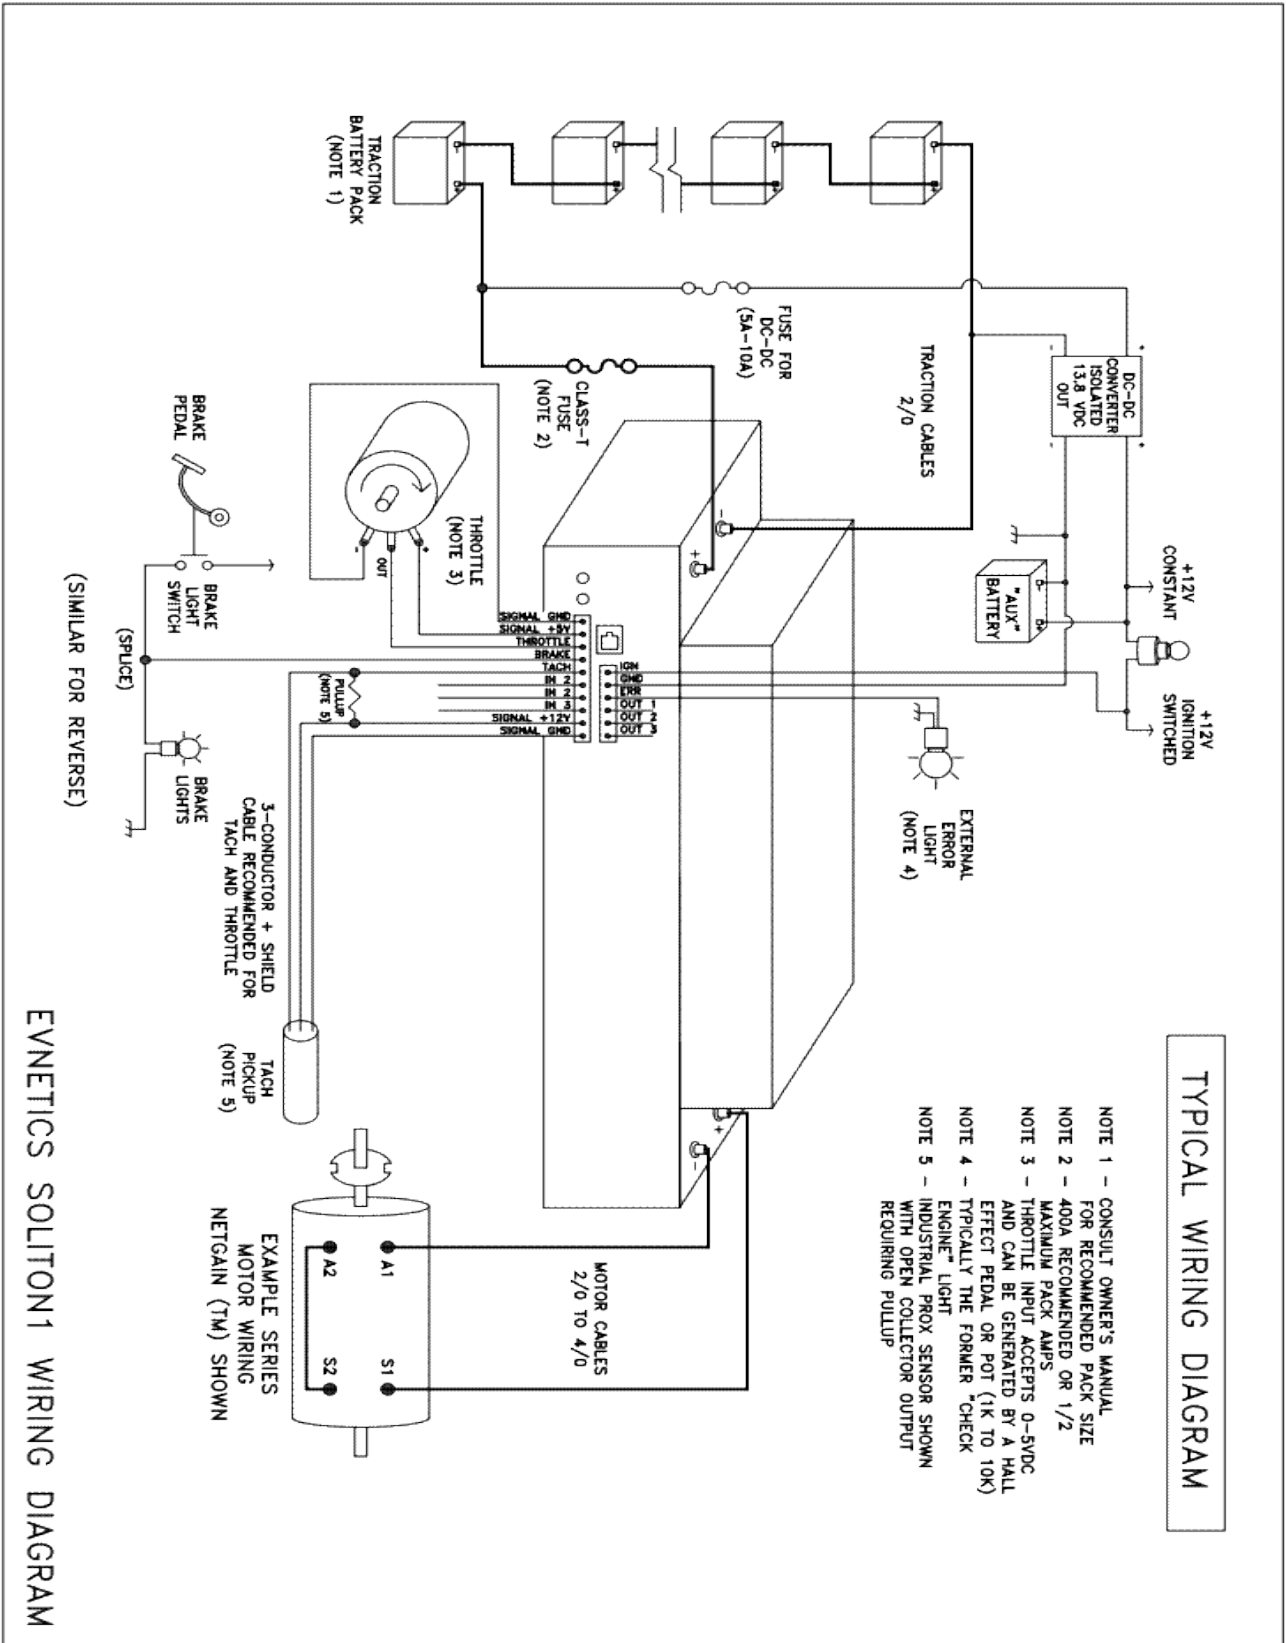 TYPICAL WIRING DIAGRAM
NOTE 1 - CONSULT OWNER'S MANUAL
FOR RECOMMENDED PACK SIZE
NOTE 2 - 400A RECOMMENDED OR 1/2
MAXIMUM PACK AMPS
NOTE 3 - THROTTLE INPUT ACCEPTS 0-5VDC
AND CAN BE GENERATED BY A HALL
EFFECT PEDAL OR POT (1K TO 10K)
NOTE 4 - TYPICALLY THE FORMER "CHECK
ENGINE" LIGHT
NOTE 5 - INDUSTRIAL PROX SENSOR SHOWN
WITH OPEN COLLECTOR OUTPUT
REQUIRING PULLUP
+12V
CONSTANT
+12V
IGNITION
SWITCHED
+
-
DC-DC
CONVERTER
ISOLATED
13.8 VDC
OUT
+
-
"AUX"
BATTERY
-
+
EXTERNAL
ERROR
LIGHT
(NOTE 4)
TRACTION CABLES
2/0
FUSE FOR
DC-DC
(5A-10A)
-
+
-
+
-
+
-
+
TRACTION
BATTERY PACK
(NOTE 1)
CLASS-T
FUSE
(NOTE 2)
-
+
+
-
IGN
GND
ERR
OUT 1
OUT 2
OUT 3
SIGNAL GND
SIGNAL +5V
THROTTLE
BRAKE
TACH
IN 2
IN 2
IN 3
SIGNAL +12V
SIGNAL GND
THROTTLE
(NOTE 3)
+
OUT
-
PULLUP
(NOTE 5)
MOTOR CABLES
2/0 TO 4/0
A1
S1
A2
S2
EXAMPLE SERIES
MOTOR WIRING
NETGAIN (TM) SHOWN
3-CONDUCTOR + SHIELD
CABLE RECOMMENDED FOR
TACH AND THROTTLE
TACH
PICKUP
(NOTE 5)
BRAKE
PEDAL
BRAKE
LIGHT
SWITCH
(SPLICE)
BRAKE
LIGHTS
(SIMILAR FOR REVERSE)
EVNETICS SOLITON1 WIRING DIAGRAM